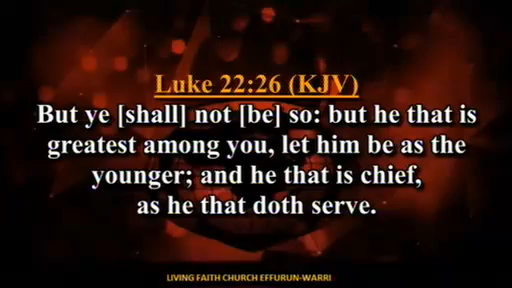 Luke 22:26 (KJV)
But ye [shall] not [be] so: but he that is
greatest among you, let him be as the
younger; and he that is chief,
as he that doth serve.
LIVING FAITH CHURCH EFFURUN-WARRI